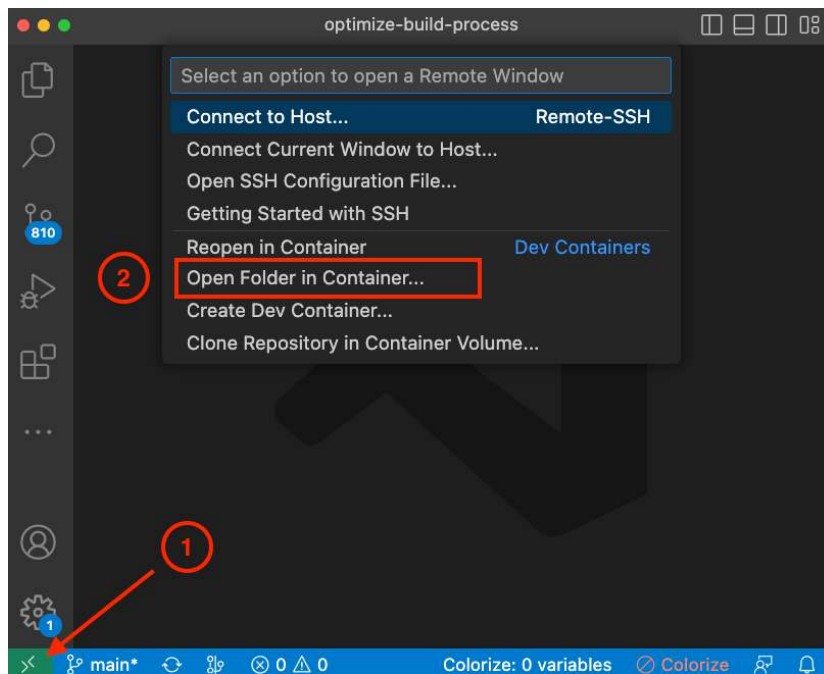 optimize-build-process
Select an option to open a Remote Window
Connect to Host... Remote-SSH
Connect Current Window to Host...
Open SSH Configuration File...
Getting Started with SSH
Reopen in Container Dev Containers
Open Folder in Container...
Create Dev Container...
Clone Repository in Container Volume...
810
2
1
1
main* 0 0 Colorize: 0 variables Colorize